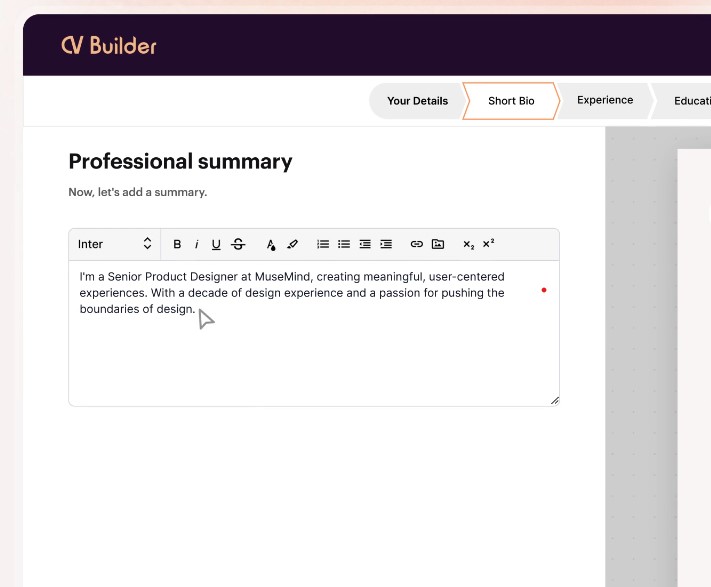 CV Builder
Your Details
Short Bio
Experience
Educati
Professional summary
Now, let's add a summary.
Inter
B i U S A x₂ x²
I'm a Senior Product Designer at MuseMind, creating meaningful, user-centered
experiences. With a decade of design experience and a passion for pushing the
boundaries of design.